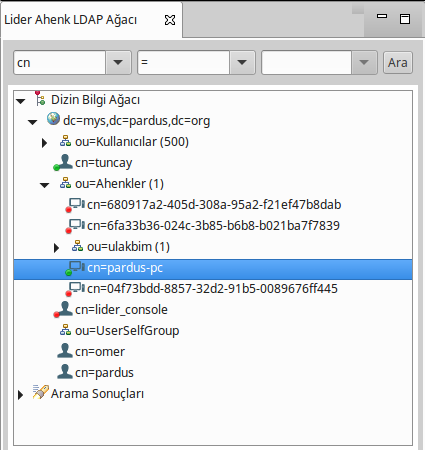 Lider Ahenk LDAP Ağacı
cn = Ara
Dizin Bilgi Ağacı
dc=mys,dc=pardus,dc=org
ou=Kullanıcılar (500)
cn=tuncay
ou=Ahenkler (1)
cn=680917a2-405d-308a-95a2-f21ef47b8dab
cn=6fa33b36-024c-3b85-b6b8-b021ba7f7839
ou=ulakbim (1)
cn=pardus-pc
cn=04f73bdd-8857-32d2-91b5-0089676ff445
cn=lider_console
ou=UserSelfGroup
cn=omer
cn=pardus
Arama Sonuçları